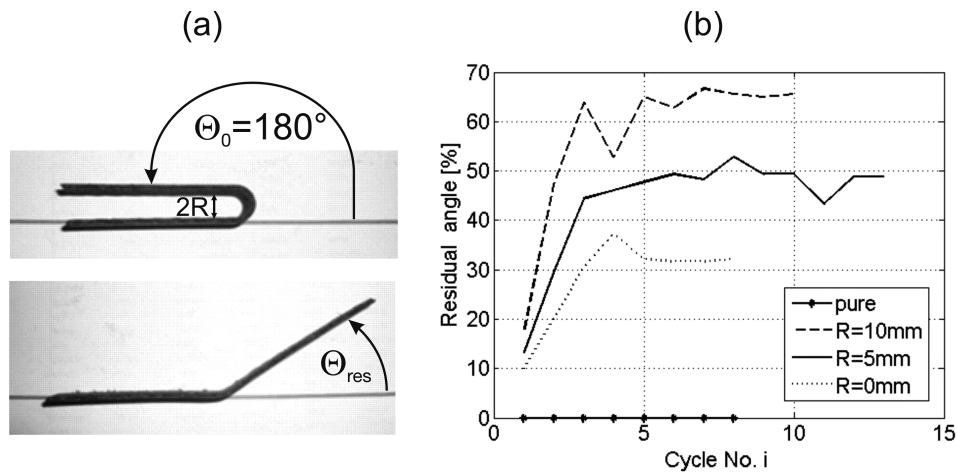 (a)
Θ0=180°
2R
Θres
(b)
Residual angle [%]
70
60
50
40
30
20
10
0
0
5
10
15
Cycle No. i
pure
R=10mm
R=5mm
R=0mm